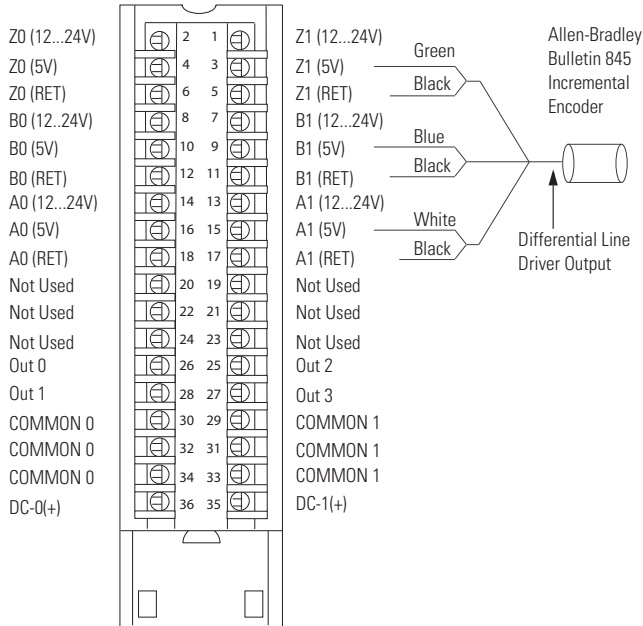 Z0 (12...24V) 2 1 Z1 (12...24V)
Z0 (5V) 4 3 Z1 (5V) Green
Z0 (RET) 6 5 Z1 (RET) Black
B0 (12...24V) 8 7 B1 (12...24V)
B0 (5V) 10 9 B1 (5V) Blue
B0 (RET) 12 11 B1 (RET) Black
A0 (12...24V) 14 13 A1 (12...24V)
A0 (5V) 16 15 A1 (5V) White
A0 (RET) 18 17 A1 (RET) Black
Not Used 20 19 Not Used
Not Used 22 21 Not Used
Not Used 24 23 Not Used
Out 0 26 25 Out 2
Out 1 28 27 Out 3
COMMON 0 30 29 COMMON 1
COMMON 0 32 31 COMMON 1
COMMON 0 34 33 COMMON 1
DC-0(+) 36 35 DC-1(+)
Allen-Bradley
Bulletin 845
Incremental
Encoder
Differential Line
Driver Output